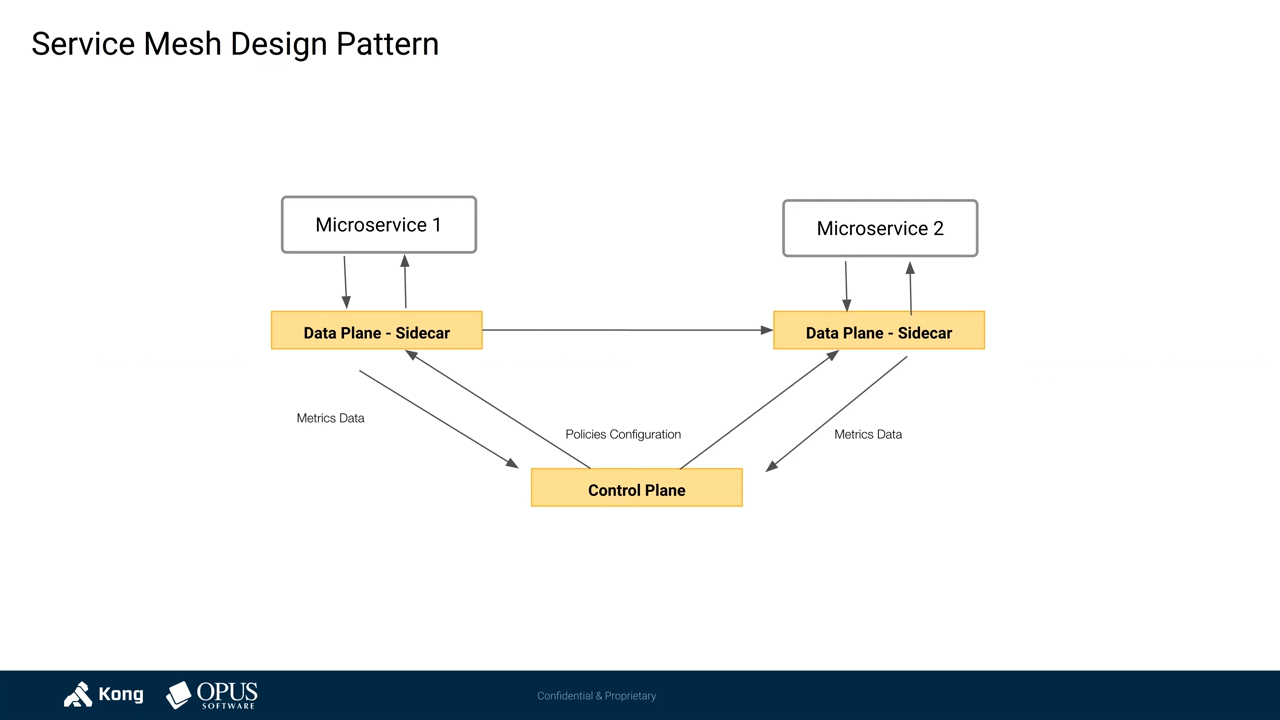 Service Mesh Design Pattern
Microservice 1
Microservice 2
Data Plane - Sidecar
Data Plane - Sidecar
Metrics Data
Policies Configuration
Metrics Data
Control Plane
Kong
OPUS
SOFTWARE
Confidential & Proprietary